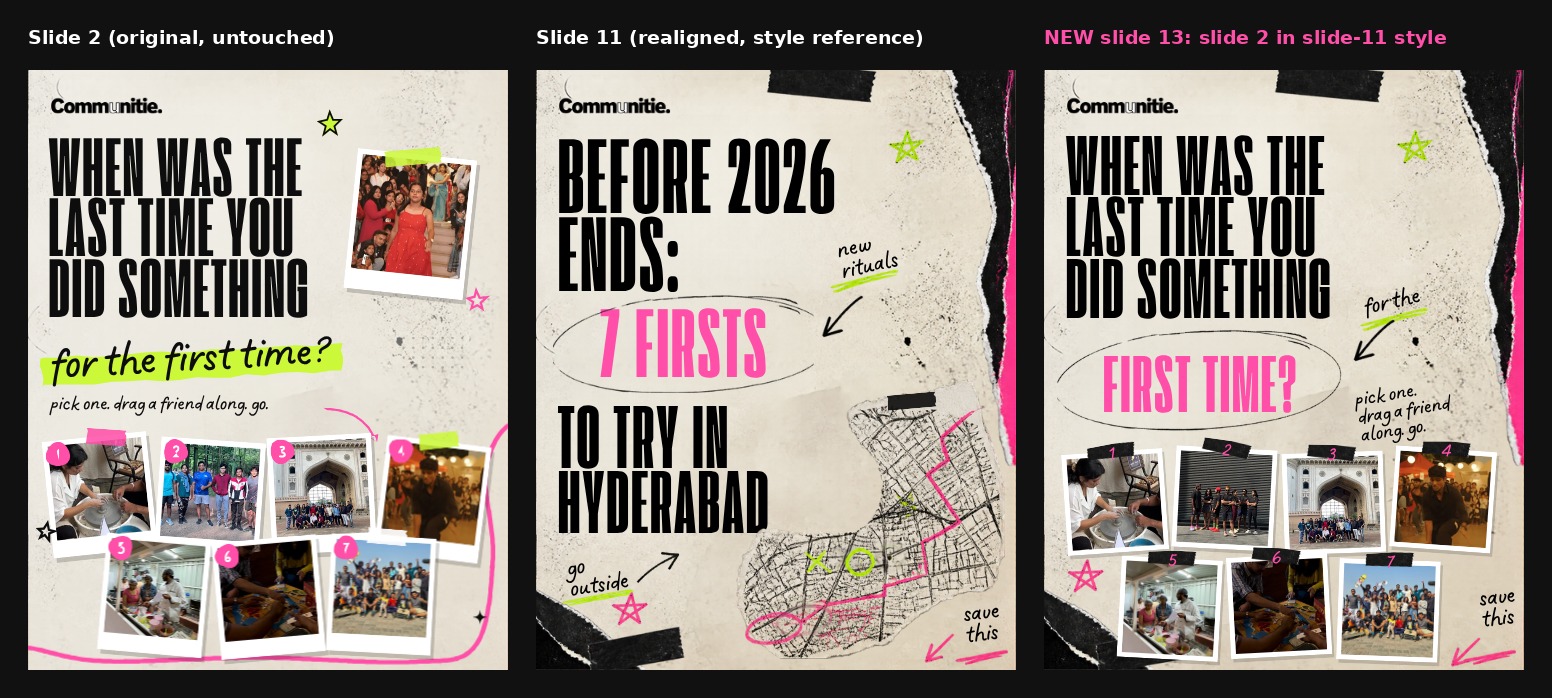 Slide 2 (original, untouched)
Communitie.
WHEN WAS THE
LAST TIME YOU
DID SOMETHING
for the first time?
pick one. drag a friend along. go.
1
2
3
4
5
6
7
Slide 11 (realigned, style reference)
Communitie.
BEFORE 2026
ENDS:
new
rituals
7 FIRSTS
TO TRY IN
HYDERABAD
go
outside
save
this
NEW slide 13: slide 2 in slide-11 style
Communitie.
WHEN WAS THE
LAST TIME YOU
DID SOMETHING
for the
FIRST TIME?
pick one.
drag a friend
along. go.
1
2
3
4
5
6
7
save
this